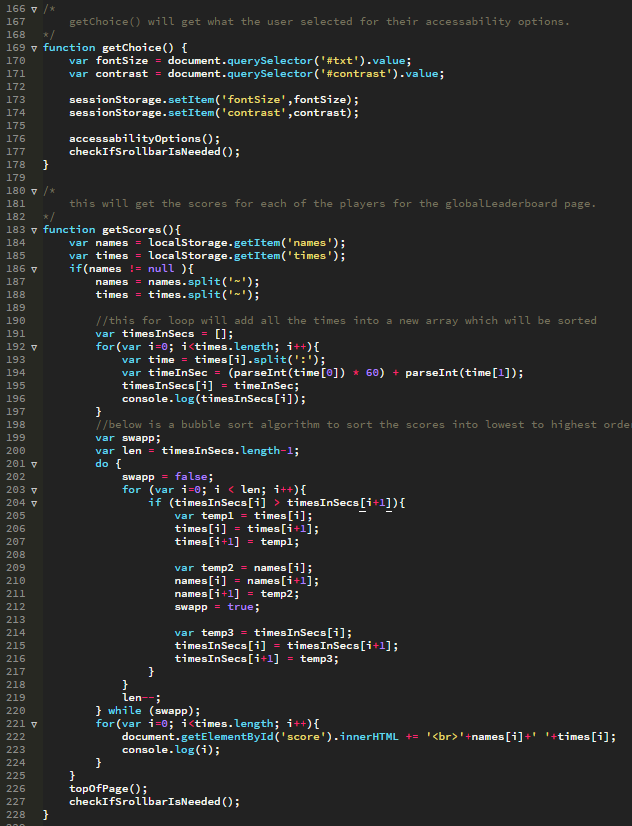 166 ▽ /*
167 getChoice() will get what the user selected for their accessability options.
168 */
169 ▽ function getChoice() {
170 var fontSize = document.querySelector('#txt').value;
171 var contrast = document.querySelector('#contrast').value;
172
173 sessionStorage.setItem('fontSize',fontSize);
174 sessionStorage.setItem('contrast',contrast);
175
176 accessabilityOptions();
177 checkIfSrollbarIsNeeded();
178 }
179
180 ▽ /*
181 this will get the scores for each of the players for the globalLeaderboard page.
182 */
183 ▽ function getScores(){
184 var names = localStorage.getItem('names');
185 var times = localStorage.getItem('times');
186 ▽ if(names != null ){
187 names = names.split('~');
188 times = times.split('~');
189
190 //this for loop will add all the times into a new array which will be sorted
191 var timesInSecs = [];
192 ▽ for(var i=0; i<times.length; i++){
193 var time = times[i].split(':');
194 var timeInSec = (parseInt(time[0]) * 60) + parseInt(time[1]);
195 timesInSecs[i] = timeInSec;
196 console.log(timesInSecs[i]);
197 }
198 //below is a bubble sort algorithm to sort the scores into lowest to highest order
199 var swapp;
200 var len = timesInSecs.length-1;
201 ▽ do {
202 swapp = false;
203 ▽ for (var i=0; i < len; i++){
204 ▽ if (timesInSecs[i] > timesInSecs[i+1]){
205 var temp1 = times[i];
206 times[i] = times[i+1];
207 times[i+1] = temp1;
208
209 var temp2 = names[i];
210 names[i] = names[i+1];
211 names[i+1] = temp2;
212 swapp = true;
213
214 var temp3 = timesInSecs[i];
215 timesInSecs[i] = timesInSecs[i+1];
216 timesInSecs[i+1] = temp3;
217 }
218 }
219 len--;
220 } while (swapp);
221 ▽ for(var i=0; i<times.length; i++){
222 document.getElementById('score').innerHTML += '<br>'+names[i]+' '+times[i];
223 console.log(i);
224 }
225 }
226 topOfPage();
227 checkIfSrollbarIsNeeded();
228 }